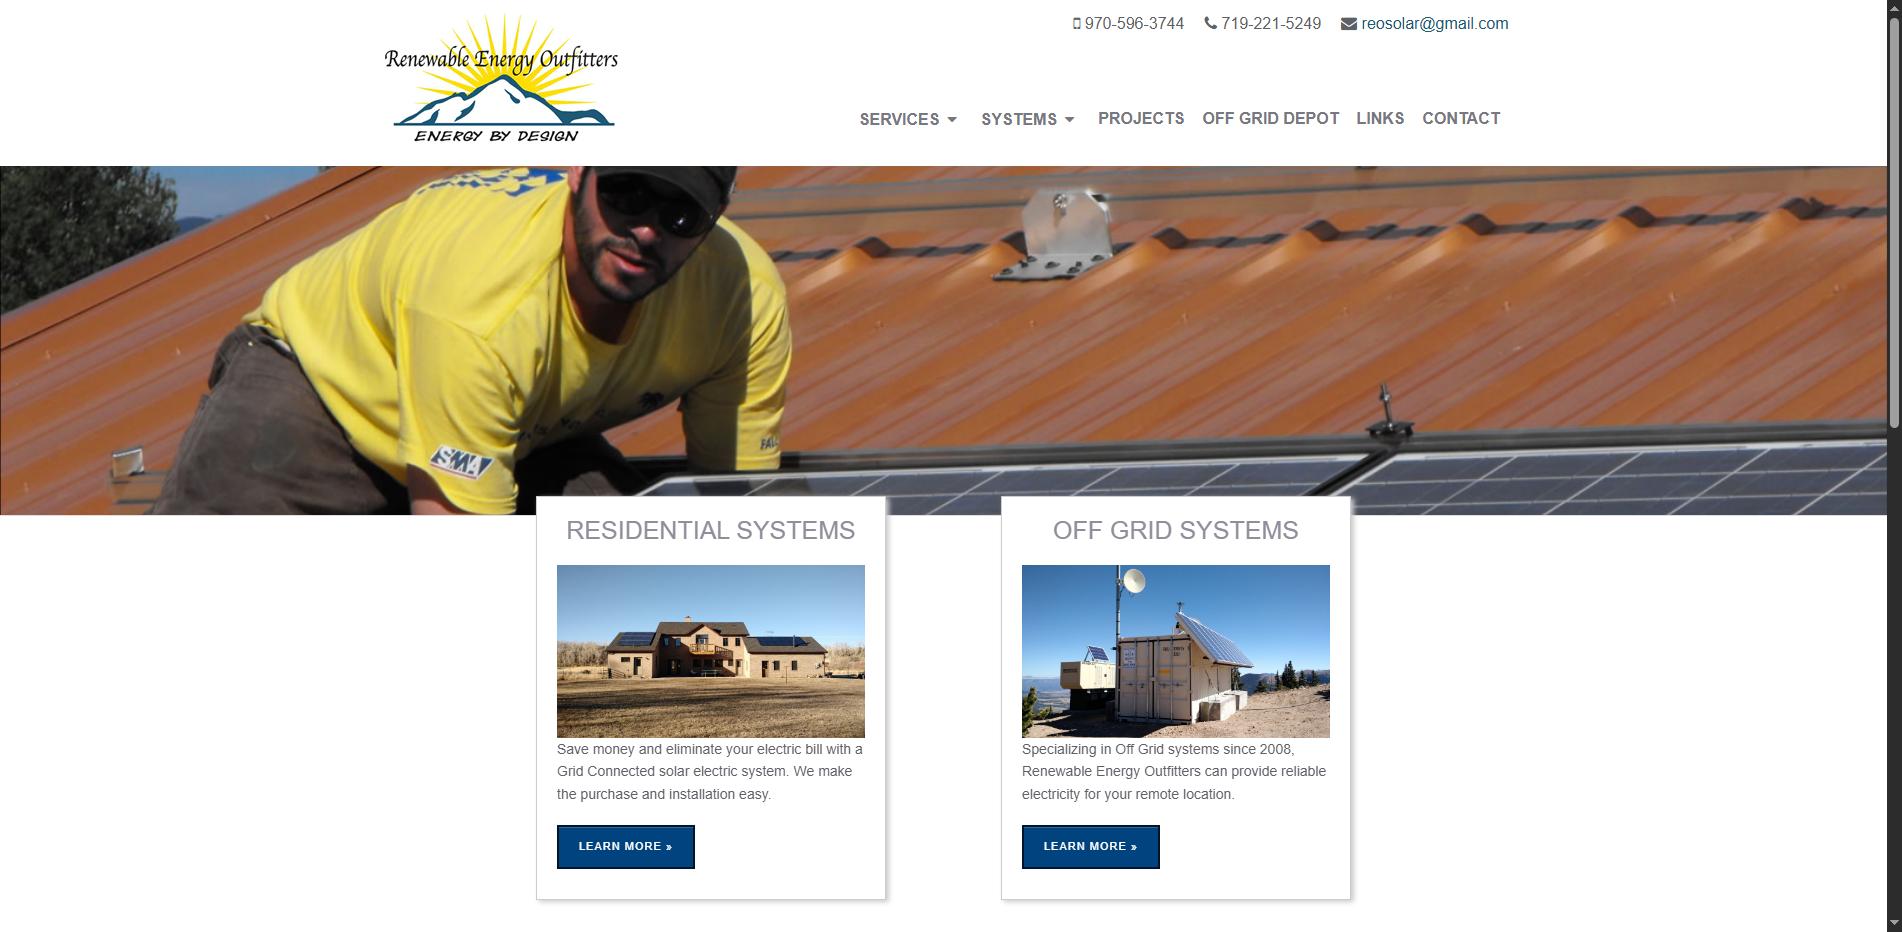 Renewable Energy Outfitters
ENERGY BY DESIGN
970-596-3744 719-221-5249 reosolar@gmail.com
SERVICES SYSTEMS PROJECTS OFF GRID DEPOT LINKS CONTACT
SMA
RESIDENTIAL SYSTEMS
Save money and eliminate your electric bill with a
Grid Connected solar electric system. We make
the purchase and installation easy.
LEARN MORE »
OFF GRID SYSTEMS
Specializing in Off Grid systems since 2008,
Renewable Energy Outfitters can provide reliable
electricity for your remote location.
LEARN MORE »